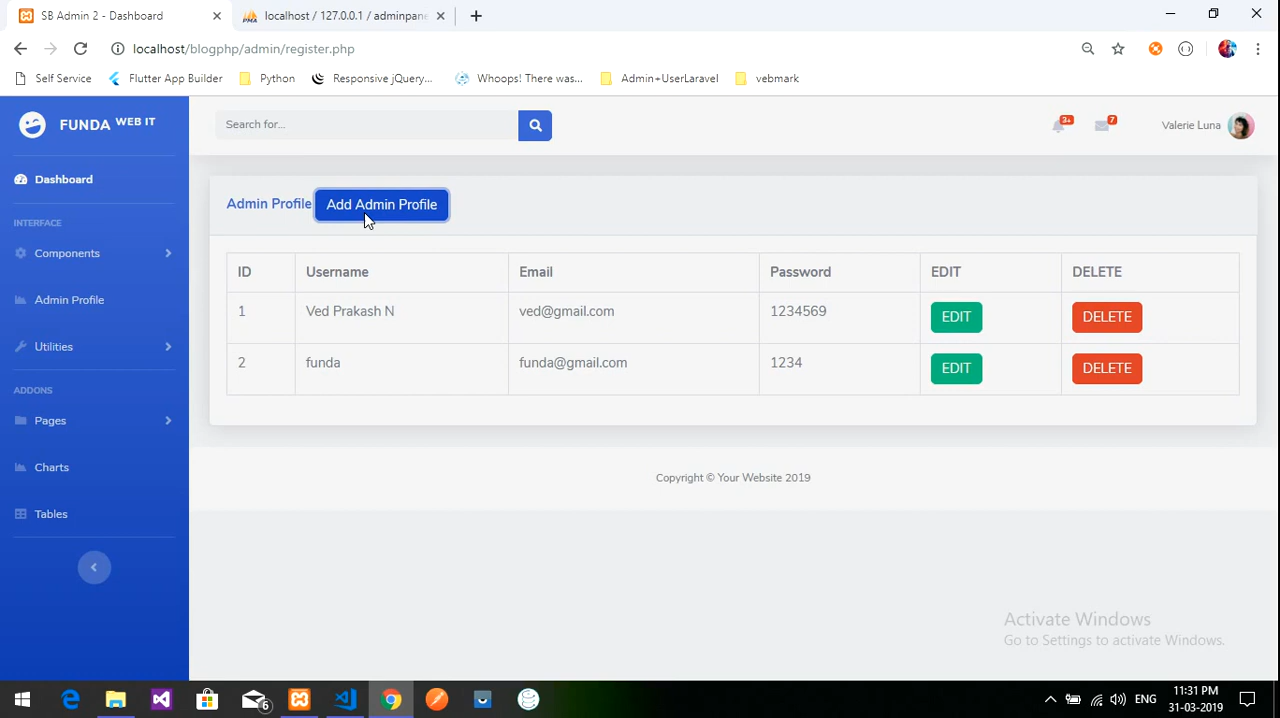 SB Admin 2 - Dashboard
localhost / 127.0.0.1 / adminpane
localhost/blogphp/admin/register.php
Self Service
Flutter App Builder
Python
Responsive jQuery...
Whoops! There was...
Admin+UserLaravel
vebmark
FUNDA WEB IT
Search for...
3+
7
Valerie Luna
Dashboard
INTERFACE
Components
Admin Profile
Utilities
ADDONS
Pages
Charts
Tables
Admin Profile Add Admin Profile
ID Username Email Password EDIT DELETE
1 Ved Prakash N ved@gmail.com 1234569 EDIT DELETE
2 funda funda@gmail.com 1234 EDIT DELETE
Copyright © Your Website 2019
Activate Windows
Go to Settings to activate Windows.
6
ENG
11:31 PM
31-03-2019